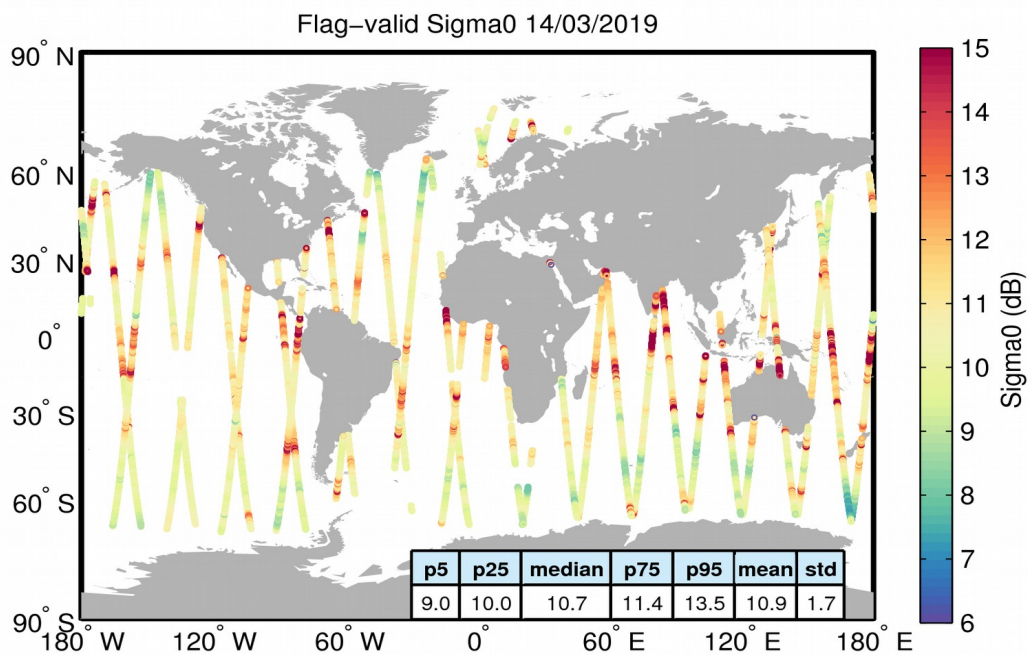 Flag−valid Sigma0 14/03/2019
90° N
60° N
30° N
0°
30° S
60° S
90° S
180° W
120° W
60° W
0°
60° E
120° E
180° E
15
14
13
12
11
10
9
8
7
6
Sigma0 (dB)
p5 p25 median p75 p95 mean std
9.0 10.0 10.7 11.4 13.5 10.9 1.7